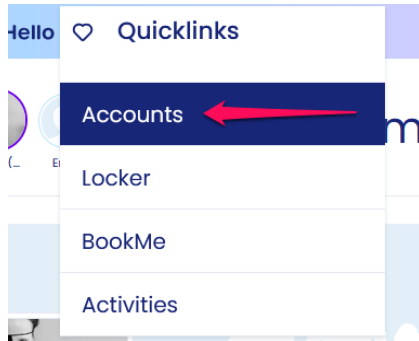 Hello
Quicklinks
Accounts
Locker
BookMe
Activities